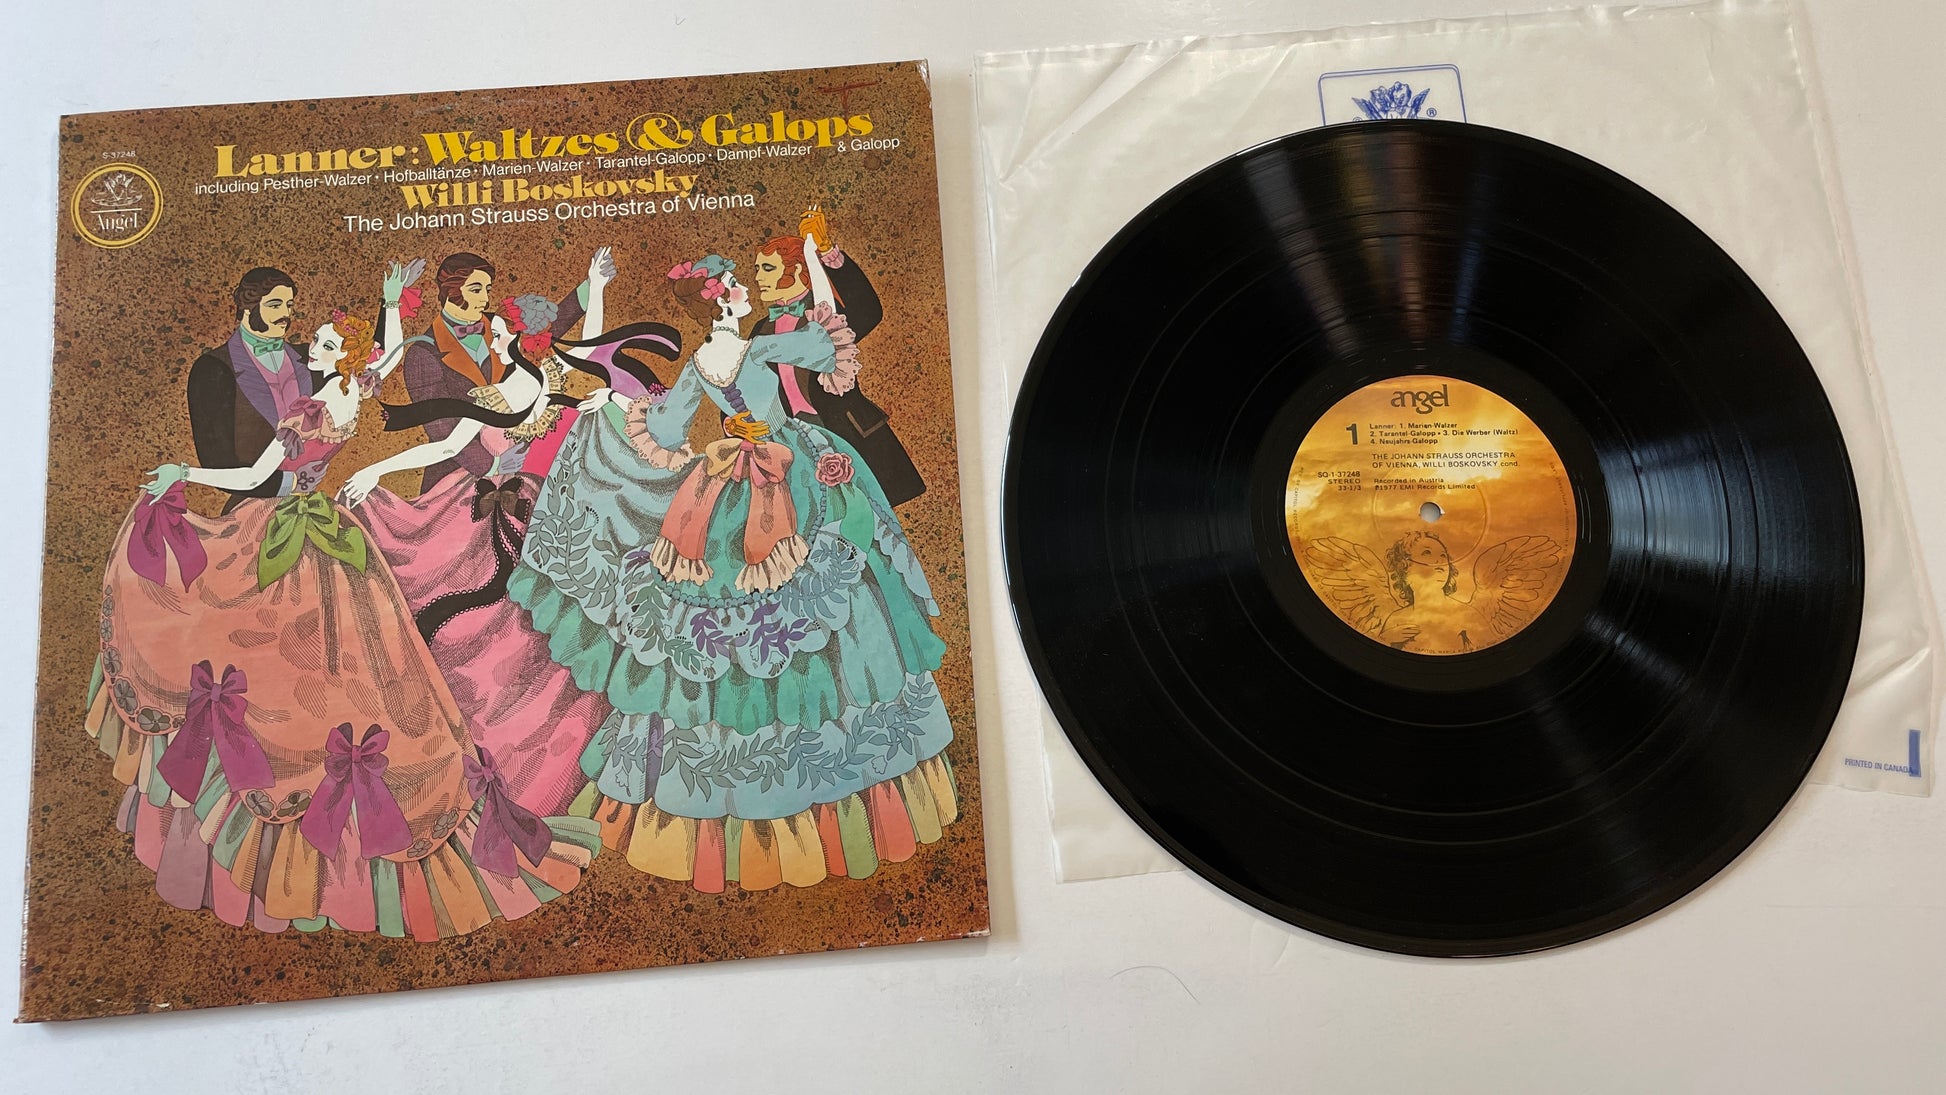 S-37248
Angel
Lanner: Waltzes & Galops
including Pesther-Walzer • Hofballtänze • Marien-Walzer • Tarantel-Galopp • Dampf-Walzer & Galopp
Willi Boskovsky
The Johann Strauss Orchestra of Vienna
®
angel
1
Lanner: 1. Marien-Walzer
2. Tarantel-Galopp • 3. Die Werber (Waltz)
4. Neujahrs-Galopp
THE JOHANN STRAUSS ORCHESTRA
OF VIENNA, WILLI BOSKOVSKY cond.
SO-1-37248
STEREO
33-1/3
Recorded in Austria
℗1977 EMI Records Limited
PRINTED IN CANADA